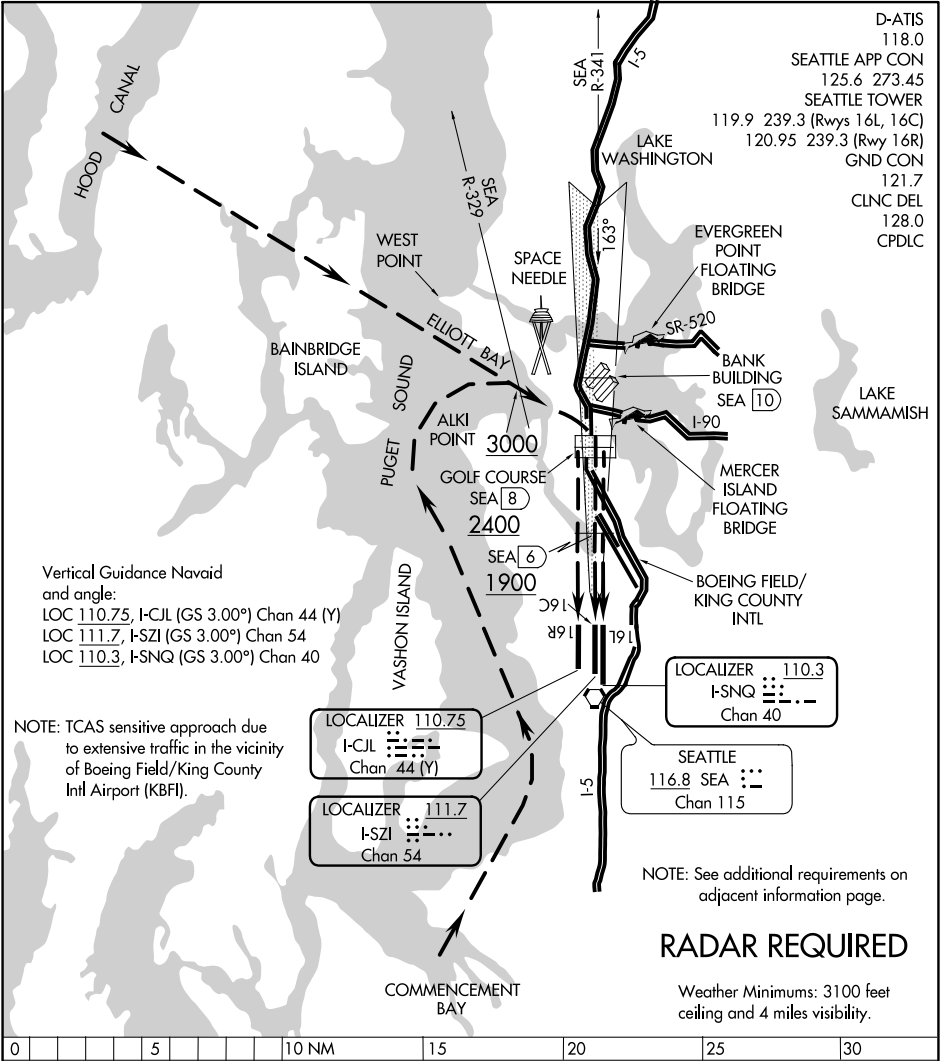 D-ATIS
118.0
SEATTLE APP CON
125.6 273.45
SEATTLE TOWER
119.9 239.3 (Rwys 16L, 16C)
120.95 239.3 (Rwy 16R)
GND CON
121.7
CLNC DEL
128.0
CPDLC
HOOD CANAL
SEA
R-341
I-5
SEA
R-329
LAKE
WASHINGTON
163°
WEST
POINT
SPACE
NEEDLE
EVERGREEN
POINT
FLOATING
BRIDGE
SR-520
ELLIOTT BAY
BAINBRIDGE
ISLAND
BANK
BUILDING
SEA 10
LAKE
SAMMAMISH
PUGET SOUND
ALKI
POINT
3000
I-90
GOLF COURSE
SEA 8
2400
MERCER
ISLAND
FLOATING
BRIDGE
SEA 6
1900
BOEING FIELD/
KING COUNTY
INTL
Vertical Guidance Navaid
and angle:
LOC 110.75, I-CJL (GS 3.00°) Chan 44 (Y)
LOC 111.7, I-SZI (GS 3.00°) Chan 54
LOC 110.3, I-SNQ (GS 3.00°) Chan 40
VASHON ISLAND
16C
16R
16L
LOCALIZER 110.3
I-SNQ
Chan 40
NOTE: TCAS sensitive approach due
to extensive traffic in the vicinity
of Boeing Field/King County
Intl Airport (KBFI).
LOCALIZER 110.75
I-CJL
Chan 44 (Y)
SEATTLE
116.8 SEA
Chan 115
I-5
LOCALIZER 111.7
I-SZI
Chan 54
NOTE: See additional requirements on
adjacent information page.
RADAR REQUIRED
COMMENCEMENT
BAY
Weather Minimums: 3100 feet
ceiling and 4 miles visibility.
0 5 10 NM 15 20 25 30